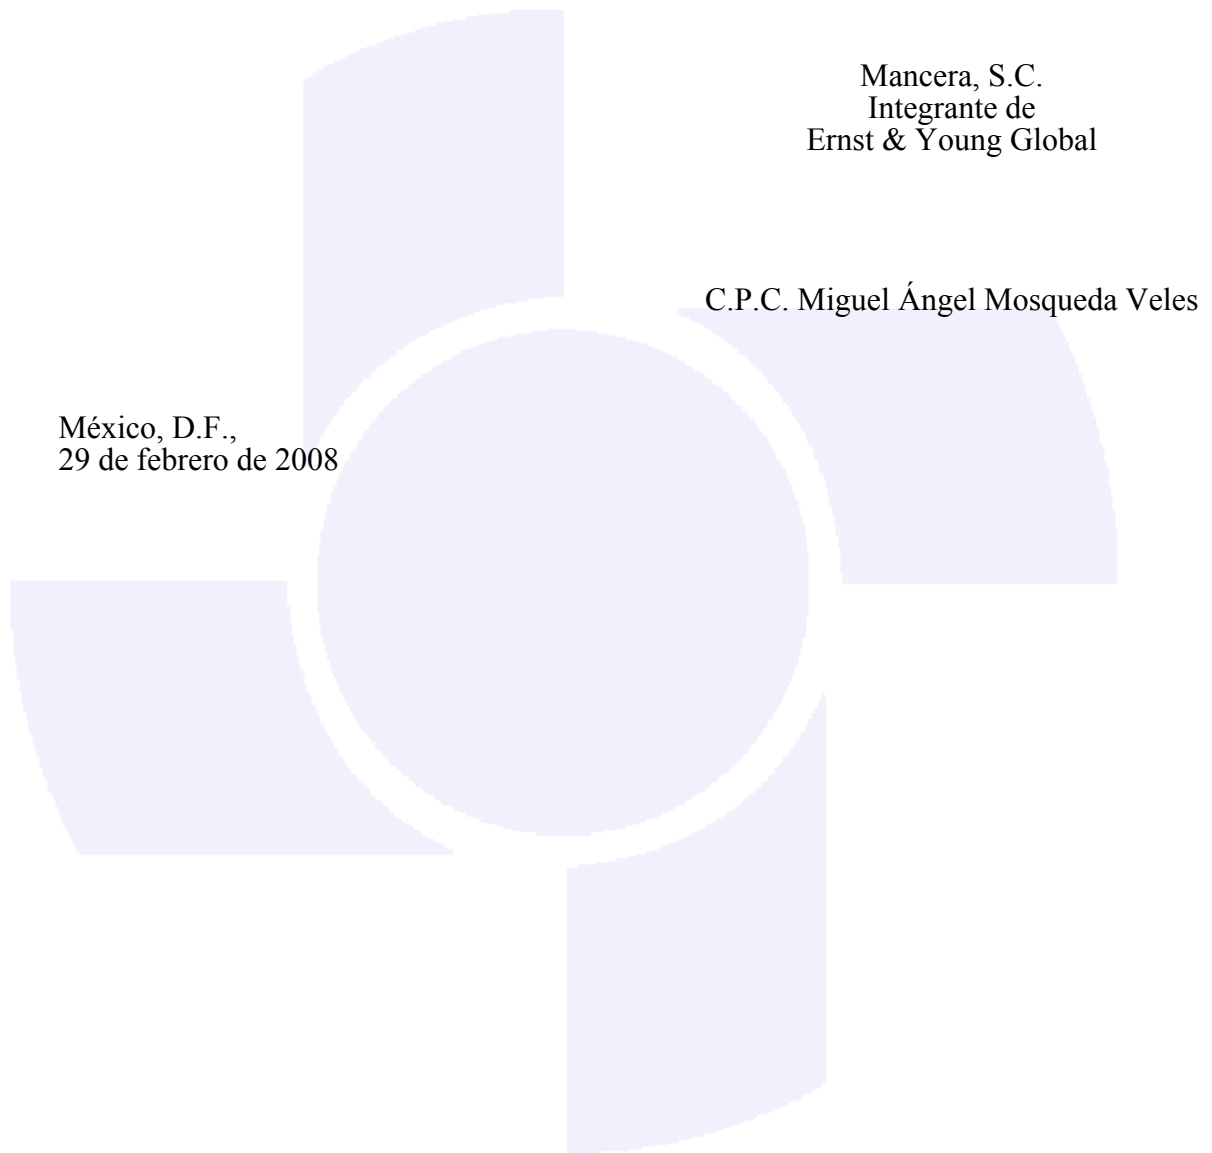 Mancera, S.C.
Integrante de
Ernst & Young Global
C.P.C. Miguel Ángel Mosqueda Veles
México, D.F.,
29 de febrero de 2008